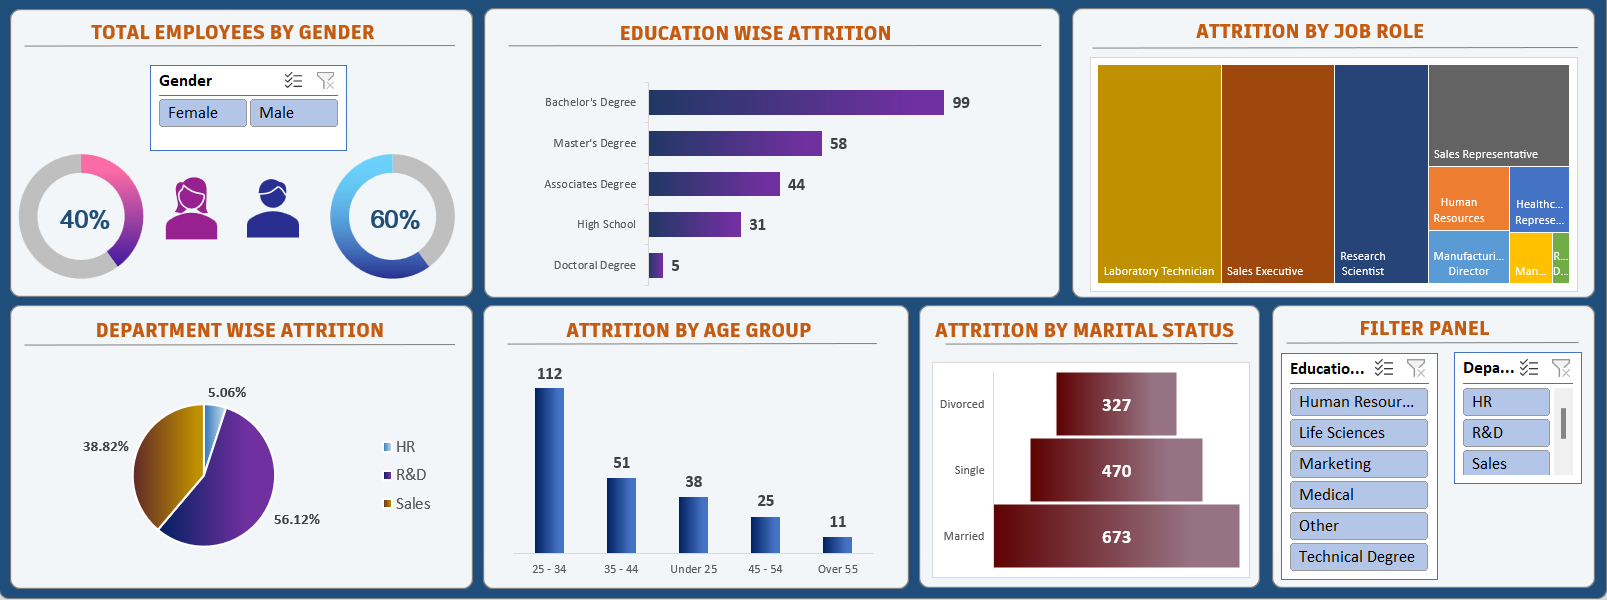 TOTAL EMPLOYEES BY GENDER
Gender
Female
Male
40%
60%
EDUCATION WISE ATTRITION
Bachelor's Degree
99
Master's Degree
58
Associates Degree
44
High School
31
Doctoral Degree
5
ATTRITION BY JOB ROLE
Laboratory Technician
Sales Executive
Research
Scientist
Sales Representative
Human
Resources
Healthc...
Represe...
Manufacturi...
Director
Man...
R...
D...
DEPARTMENT WISE ATTRITION
5.06%
38.82%
56.12%
HR
R&D
Sales
ATTRITION BY AGE GROUP
112
51
38
25
11
25 - 34
35 - 44
Under 25
45 - 54
Over 55
ATTRITION BY MARITAL STATUS
Divorced
327
Single
470
Married
673
FILTER PANEL
Educatio...
Human Resour...
Life Sciences
Marketing
Medical
Other
Technical Degree
Depa...
HR
R&D
Sales